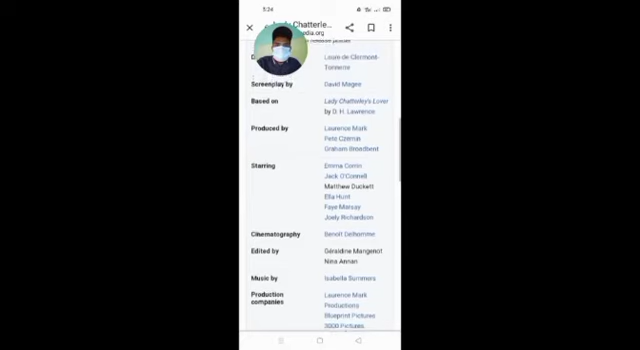 5:24
Lady Chatterle...
pedia.org
Laure de Clermont-
Tonnerre
Screenplay by David Magee
Based on Lady Chatterley's Lover
by D. H. Lawrence
Produced by Laurence Mark
Pete Czernin
Graham Broadbent
Starring Emma Corrin
Jack O'Connell
Matthew Duckett
Ella Hunt
Faye Marsay
Joely Richardson
Cinematography Benoît Delhomme
Edited by Géraldine Mangenot
Nina Annan
Music by Isabella Summers
Production Laurence Mark
companies Productions
Blueprint Pictures
3000 Pictures